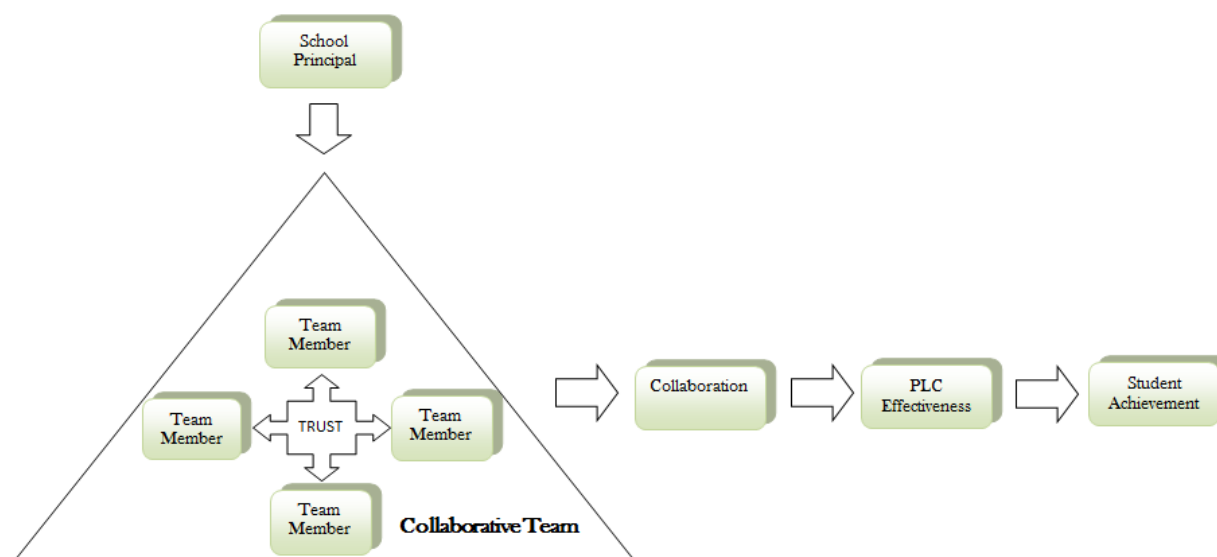 School
Principal
Team
Member
Team
Member
TRUST
Team
Member
Team
Member
Collaborative Team
Collaboration
PLC
Effectiveness
Student
Achievement